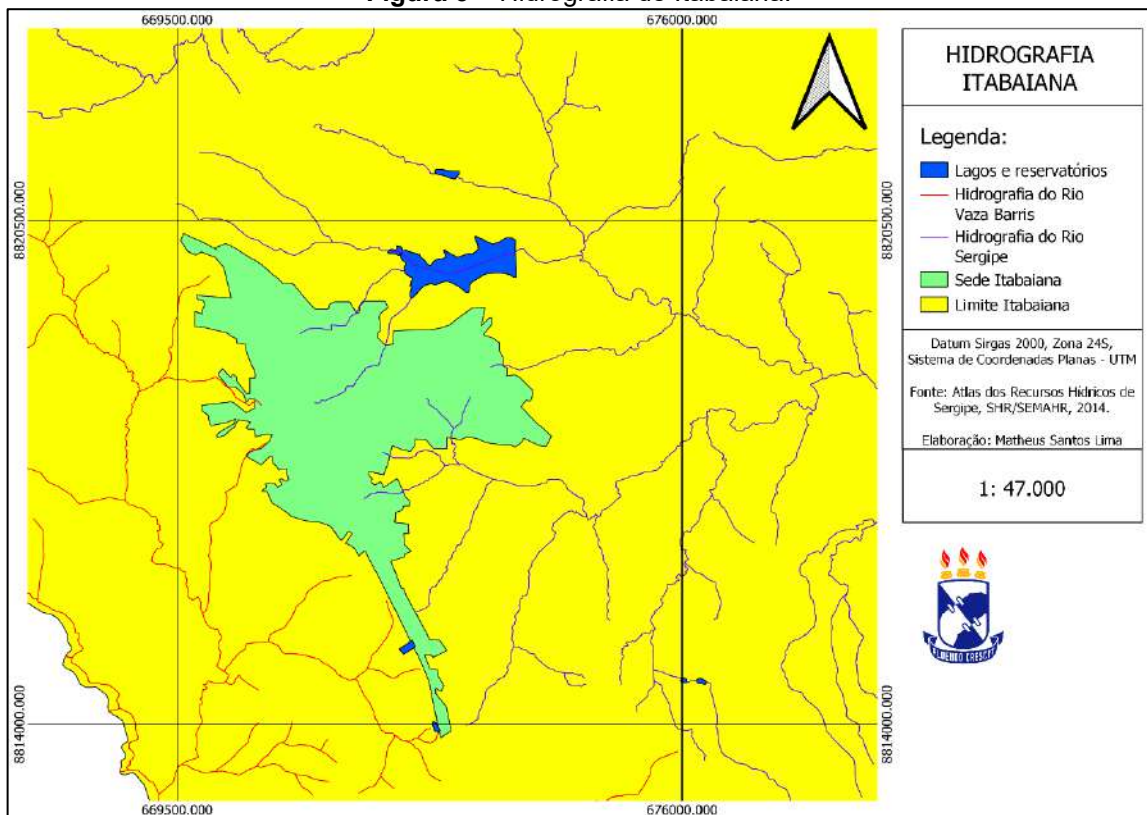 Figura 3 – Hidrografia de Itabaiana.
669500.000
676000.000
8820500.000
8820500.000
8814000.000
8814000.000
669500.000
676000.000
HIDROGRAFIA
ITABAIANA
Legenda:
Lagos e reservatórios
Hidrografia do Rio
Vaza Barris
Hidrografia do Rio
Sergipe
Sede Itabaiana
Limite Itabaiana
Datum Sirgas 2000, Zona 24S,
Sistema de Coordenadas Planas - UTM
Fonte: Atlas dos Recursos Hídricos de
Sergipe, SHR/SEMAHR, 2014.
Elaboração: Matheus Santos Lima
1: 47.000